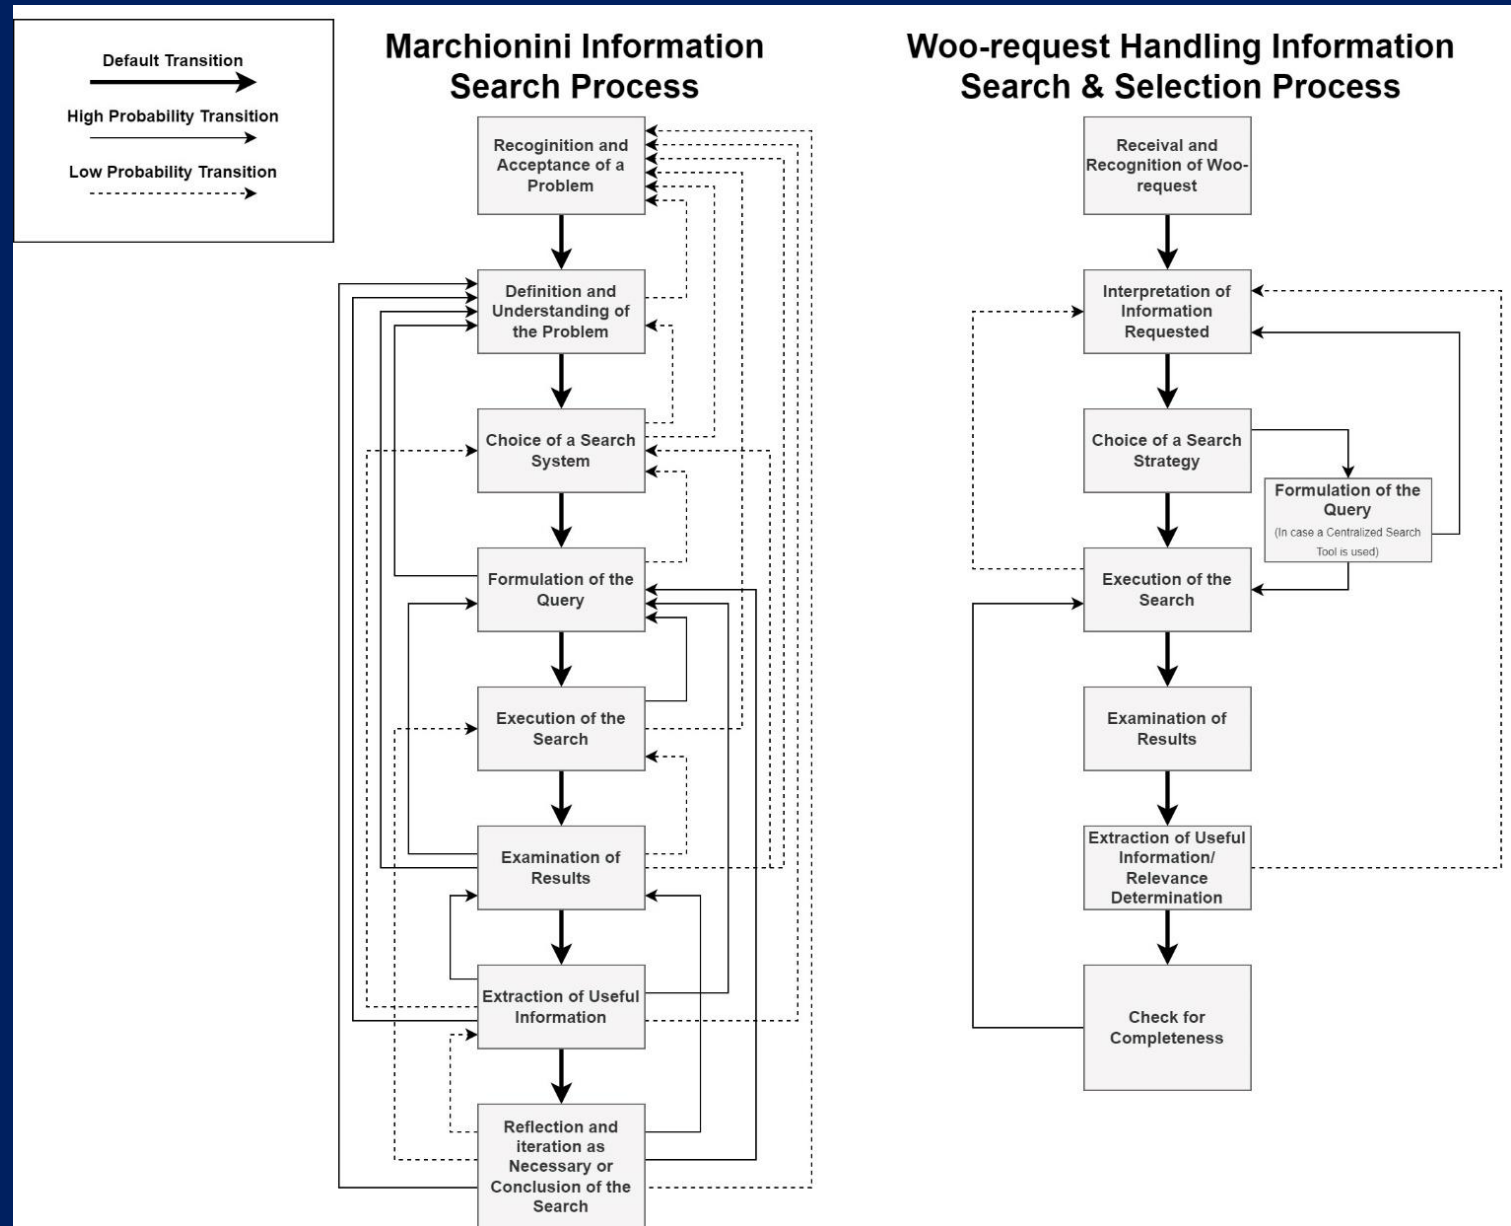 Default Transition
High Probability Transition
Low Probability Transition
Marchionini Information
Search Process
Recoginition and
Acceptance of a
Problem
Definition and
Understanding of
the Problem
Choice of a Search
System
Formulation of the
Query
Execution of the
Search
Examination of
Results
Extraction of Useful
Information
Reflection and
iteration as
Necessary or
Conclusion of the
Search
Woo-request Handling Information
Search & Selection Process
Receival and
Recognition of Woo-
request
Interpretation of
Information
Requested
Choice of a Search
Strategy
Formulation of the
Query
(In case a Centralized Search
Tool is used)
Execution of the
Search
Examination of
Results
Extraction of Useful
Information/
Relevance
Determination
Check for
Completeness